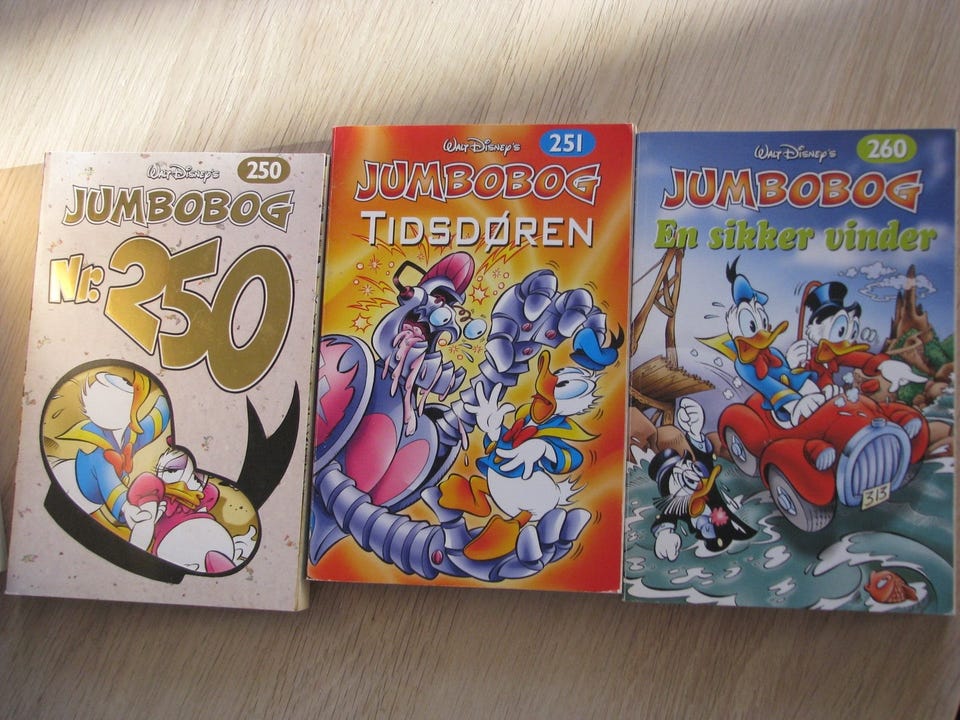 Walt Disney's
250
JUMBOBOG
Nr. 250
Walt Disney's
251
JUMBOBOG
TIDSDØREN
Walt Disney's
260
JUMBOBOG
En sikker vinder
313